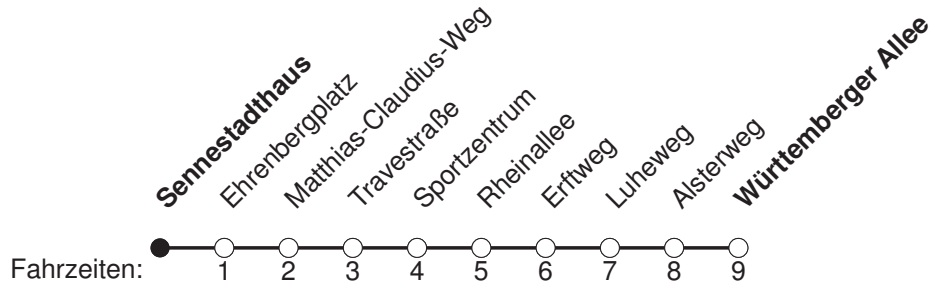 Sennestadthaus
Ehrenbergplatz
Matthias-Claudius-Weg
Travestraße
Sportzentrum
Rheinallee
Erftweg
Luheweg
Alsterweg
Württemberger Allee
Fahrzeiten: 1 2 3 4 5 6 7 8 9